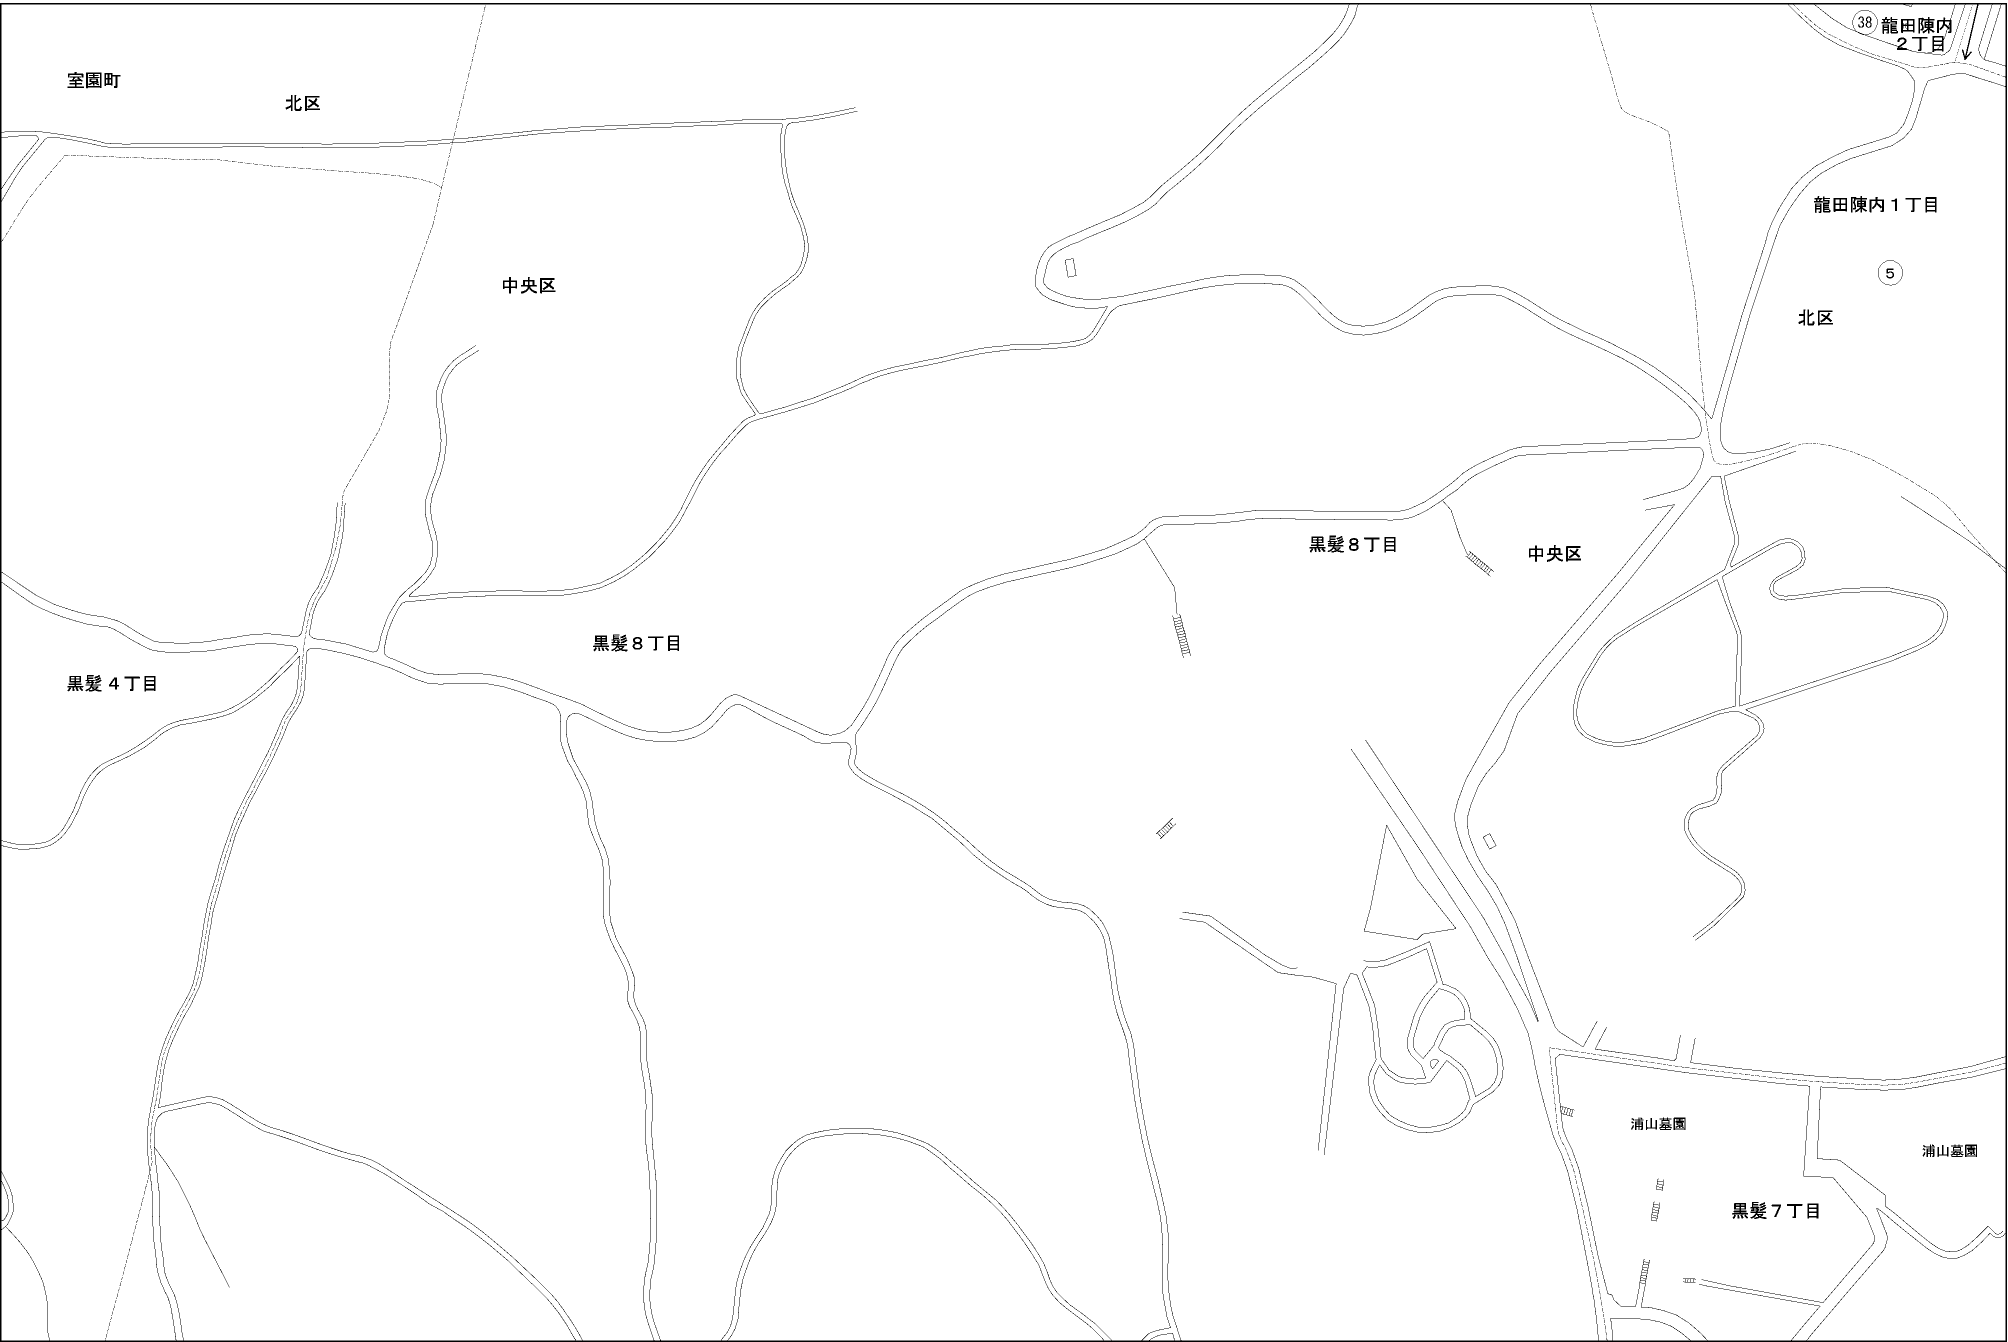 38 龍田陳内
2丁目
室園町
北区
龍田陳内1丁目
5
中央区
北区
黒髪8丁目
中央区
黒髪8丁目
黒髪4丁目
浦山墓園
浦山墓園
黒髪7丁目